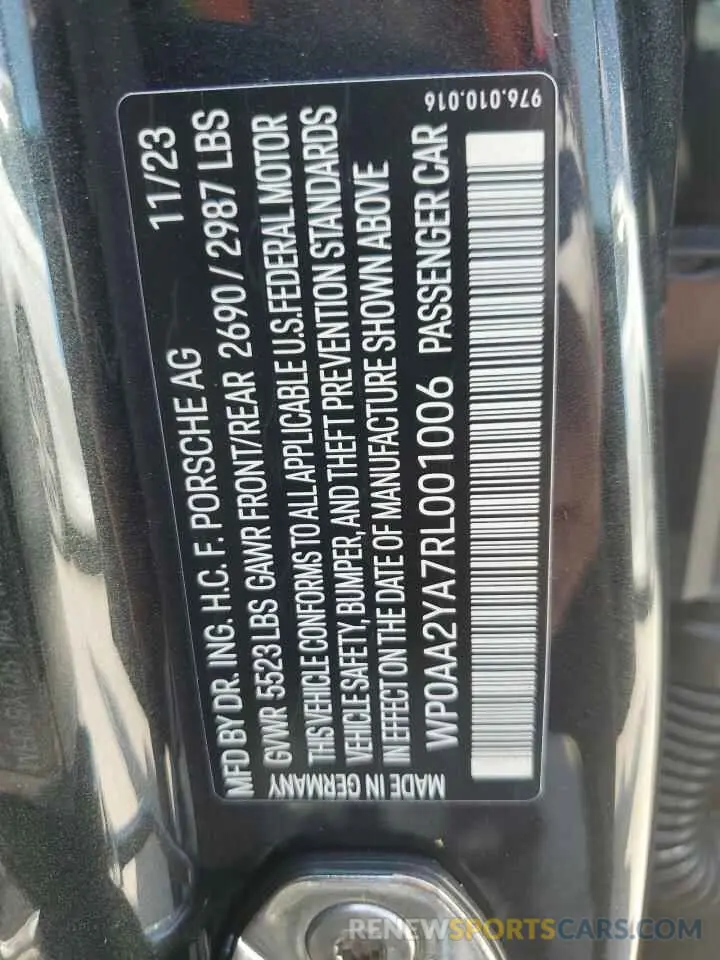 MFD BY DR. ING. H.C. F. PORSCHE AG 11/23
GVWR 5523 LBS GAWR FRONT/REAR 2690 / 2987 LBS
THIS VEHICLE CONFORMS TO ALL APPLICABLE U.S. FEDERAL MOTOR
VEHICLE SAFETY, BUMPER, AND THEFT PREVENTION STANDARDS
IN EFFECT ON THE DATE OF MANUFACTURE SHOWN ABOVE
WP0AA2YA7RL001006 PASSENGER CAR
MADE IN GERMANY
976.010.016
RENEWSPORTSCARS.COM